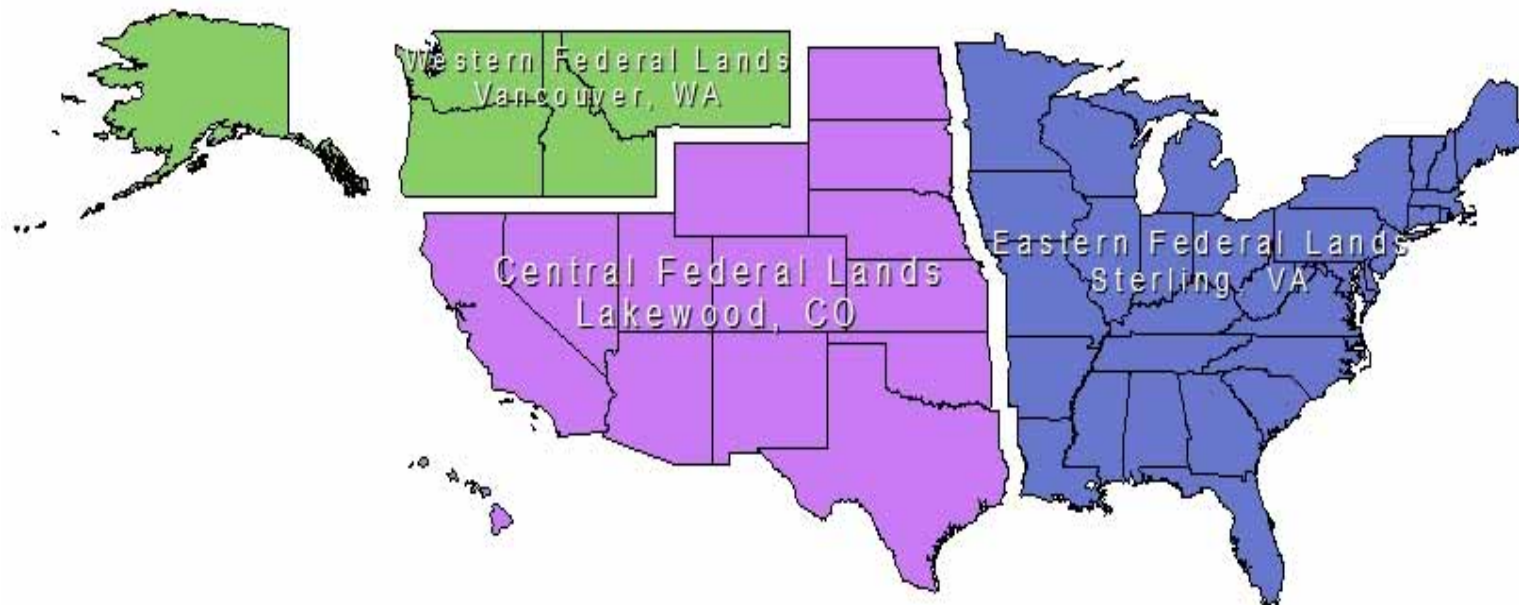 Western Federal Lands
Vancouver, WA
Central Federal Lands
Lakewood, CO
Eastern Federal Lands
Sterling VA